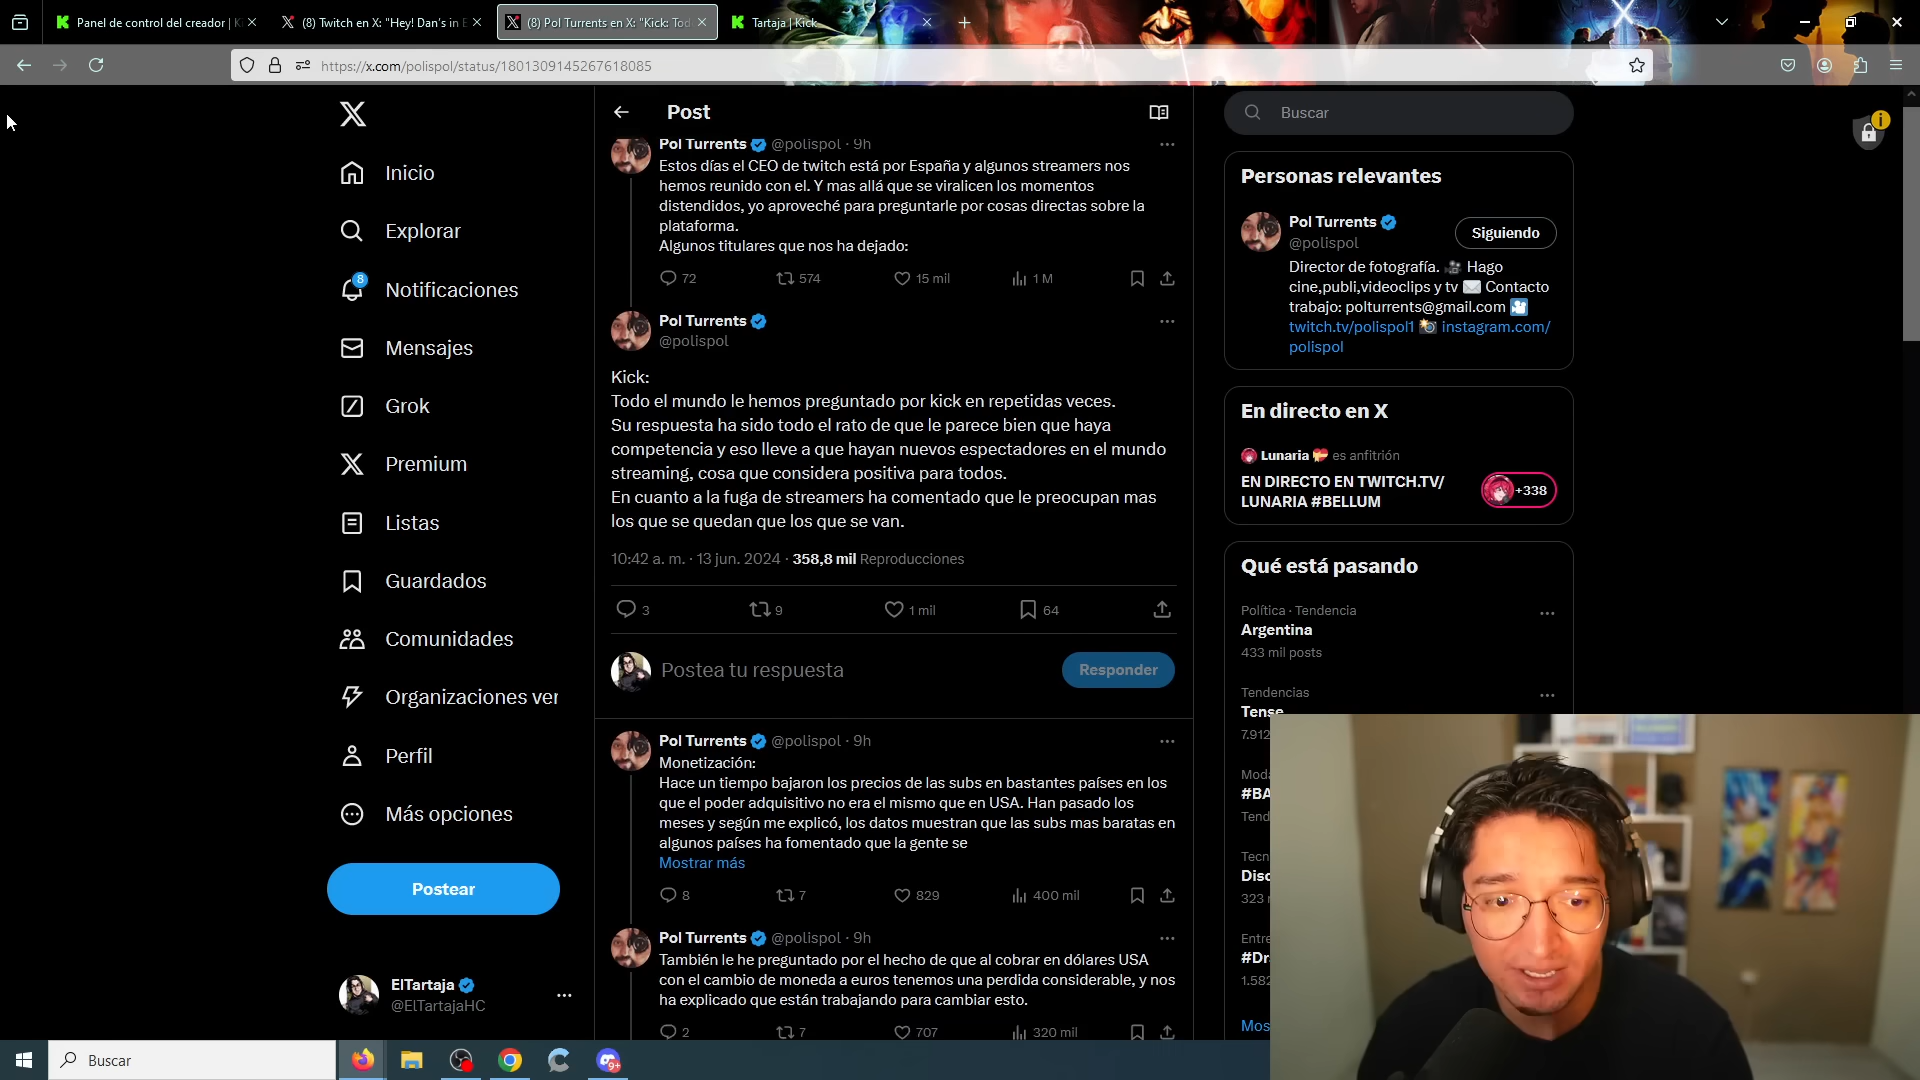 Panel de control del creador | K
(8) Twitch en X: "Hey! Dan's in E
(8) Pol Turrents en X: "Kick: Tod
Tartaja | Kick
https://x.com/polispol/status/1801309145267618085
Inicio
Explorar
8
Notificaciones
Mensajes
Grok
Premium
Listas
Guardados
Comunidades
Organizaciones ver
Perfil
Más opciones
Postear
ElTartaja
@ElTartajaHC
Post
Pol Turrents @polispol · 9h
Estos días el CEO de twitch está por España y algunos streamers nos
hemos reunido con el. Y mas allá que se viralicen los momentos
distendidos, yo aproveché para preguntarle por cosas directas sobre la
plataforma.
Algunos titulares que nos ha dejado:
72 574 15 mil 1 M
Pol Turrents
@polispol
Kick:
Todo el mundo le hemos preguntado por kick en repetidas veces.
Su respuesta ha sido todo el rato de que le parece bien que haya
competencia y eso lleve a que hayan nuevos espectadores en el mundo
streaming, cosa que considera positiva para todos.
En cuanto a la fuga de streamers ha comentado que le preocupan mas
los que se quedan que los que se van.
10:42 a. m. · 13 jun. 2024 · 358,8 mil Reproducciones
3 9 1 mil 64
Postea tu respuesta
Responder
Pol Turrents @polispol · 9h
Monetización:
Hace un tiempo bajaron los precios de las subs en bastantes países en los
que el poder adquisitivo no era el mismo que en USA. Han pasado los
meses y según me explicó, los datos muestran que las subs mas baratas en
algunos países ha fomentado que la gente se
Mostrar más
8 7 829 400 mil
Pol Turrents @polispol · 9h
También le he preguntado por el hecho de que al cobrar en dólares USA
con el cambio de moneda a euros tenemos una perdida considerable, y nos
ha explicado que están trabajando para cambiar esto.
2 7 707 320 mil
Buscar
Personas relevantes
Pol Turrents
@polispol
Siguiendo
Director de fotografía. Hago
cine,publi,videoclips y tv Contacto
trabajo: polturrents@gmail.com
twitch.tv/polispol1 instagram.com/
polispol
En directo en X
Lunaria es anfitrión
EN DIRECTO EN TWITCH.TV/
LUNARIA #BELLUM
+338
Qué está pasando
Política · Tendencia
Argentina
433 mil posts
Tendencias
Tense
7.912
Moda
#BA
Tend
Tecn
Disc
323 m
Entre
#Dra
1.582
Mos
Buscar
9+